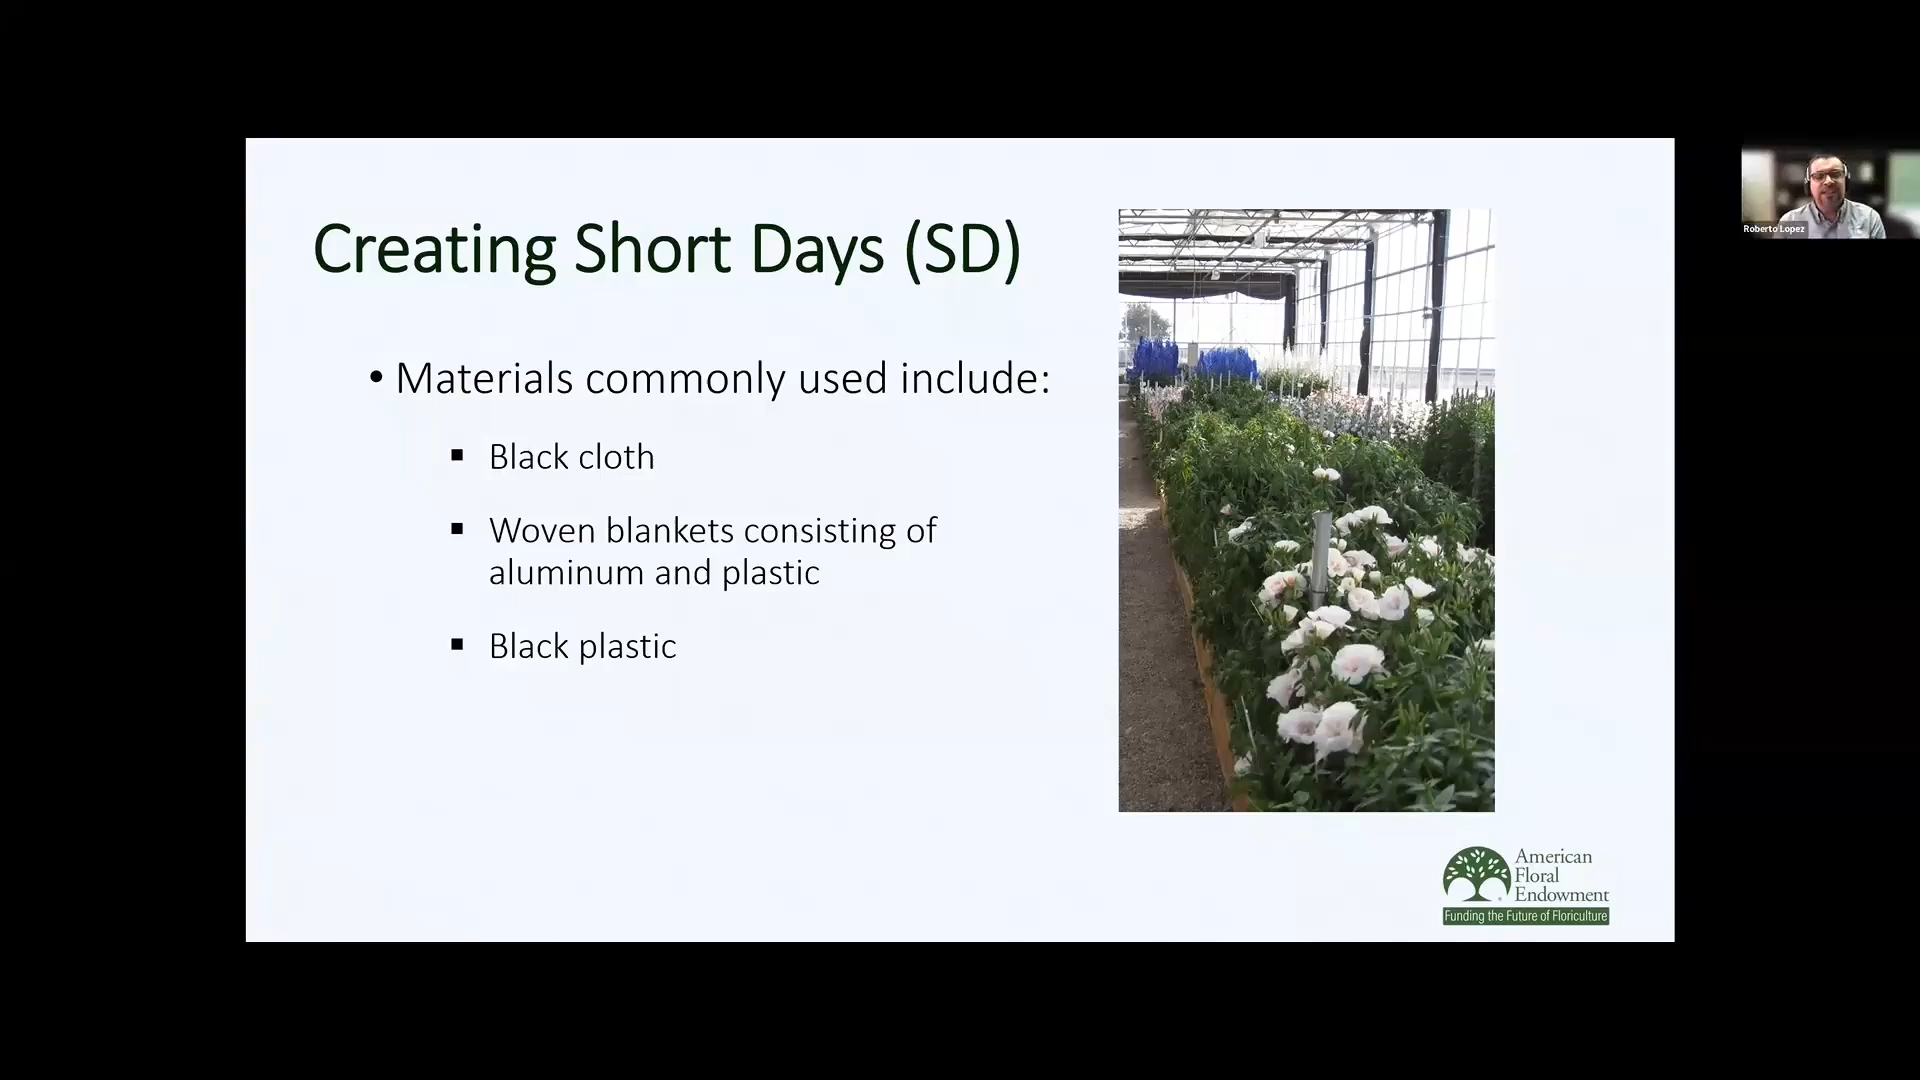 Creating Short Days (SD)
• Materials commonly used include:
▪ Black cloth
▪ Woven blankets consisting of
aluminum and plastic
▪ Black plastic
American
Floral
Endowment
Funding the Future of Floriculture
Roberto Lopez